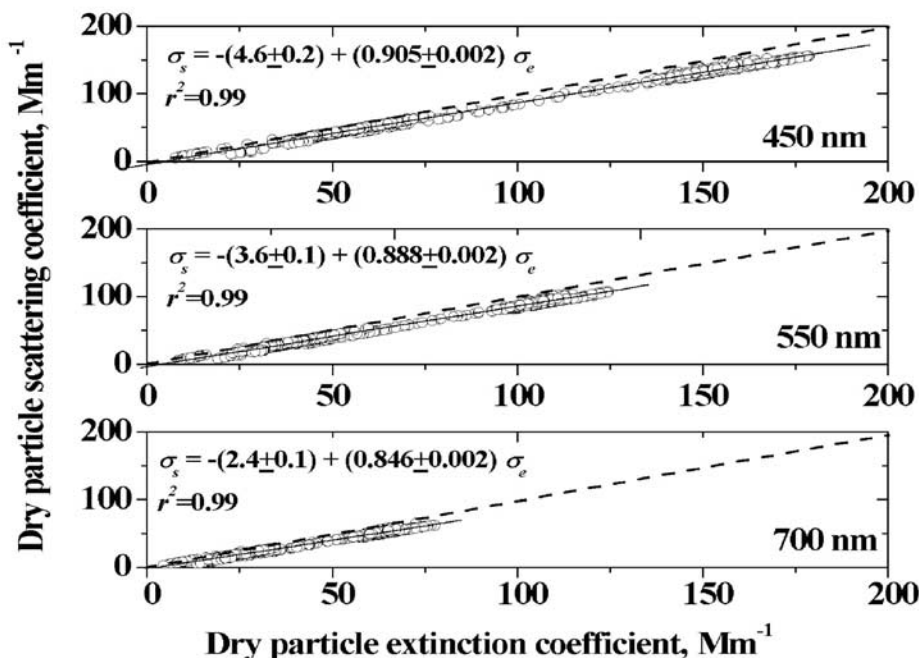 Dry particle scattering coefficient, Mm⁻¹
200
σₛ = -(4.6±0.2) + (0.905±0.002) σₑ
r²=0.99
100
450 nm
0
0 50 100 150 200
200
σₛ = -(3.6±0.1) + (0.888±0.002) σₑ
r²=0.99
100
550 nm
0
0 50 100 150 200
200
σₛ = -(2.4±0.1) + (0.846±0.002) σₑ
r²=0.99
100
700 nm
0
0 50 100 150 200
Dry particle extinction coefficient, Mm⁻¹